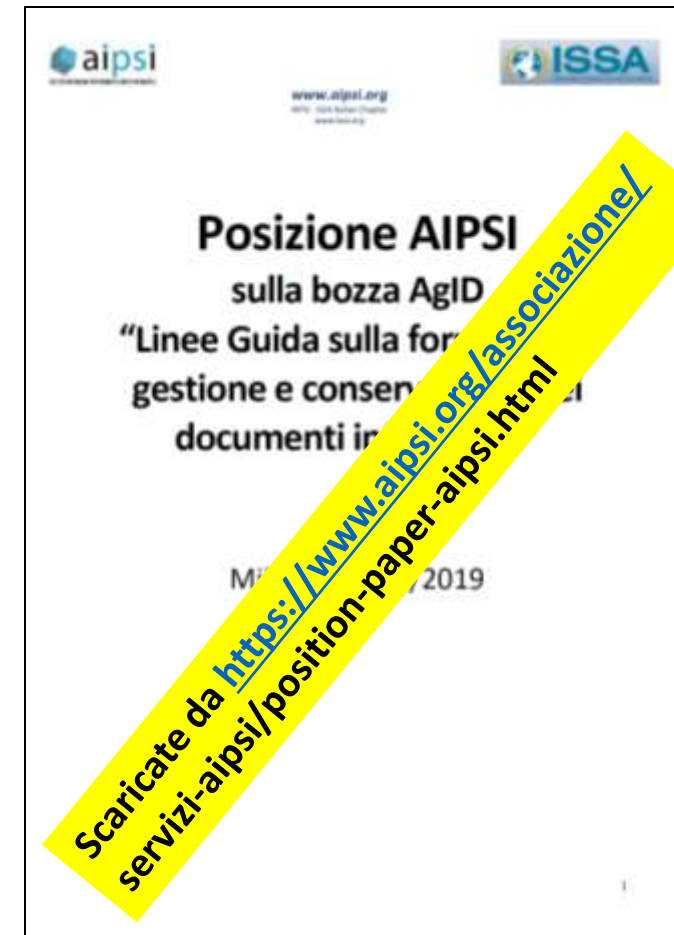 aipsi
ISSA
www.aipsi.org
Posizione AIPSI
sulla bozza AgID
“Linee Guida sulla for
gestione e conser
documenti in
/2019
Scaricate da https://www.aipsi.org/associazione/
servizi-aipsi/position-paper-aipsi.html
1